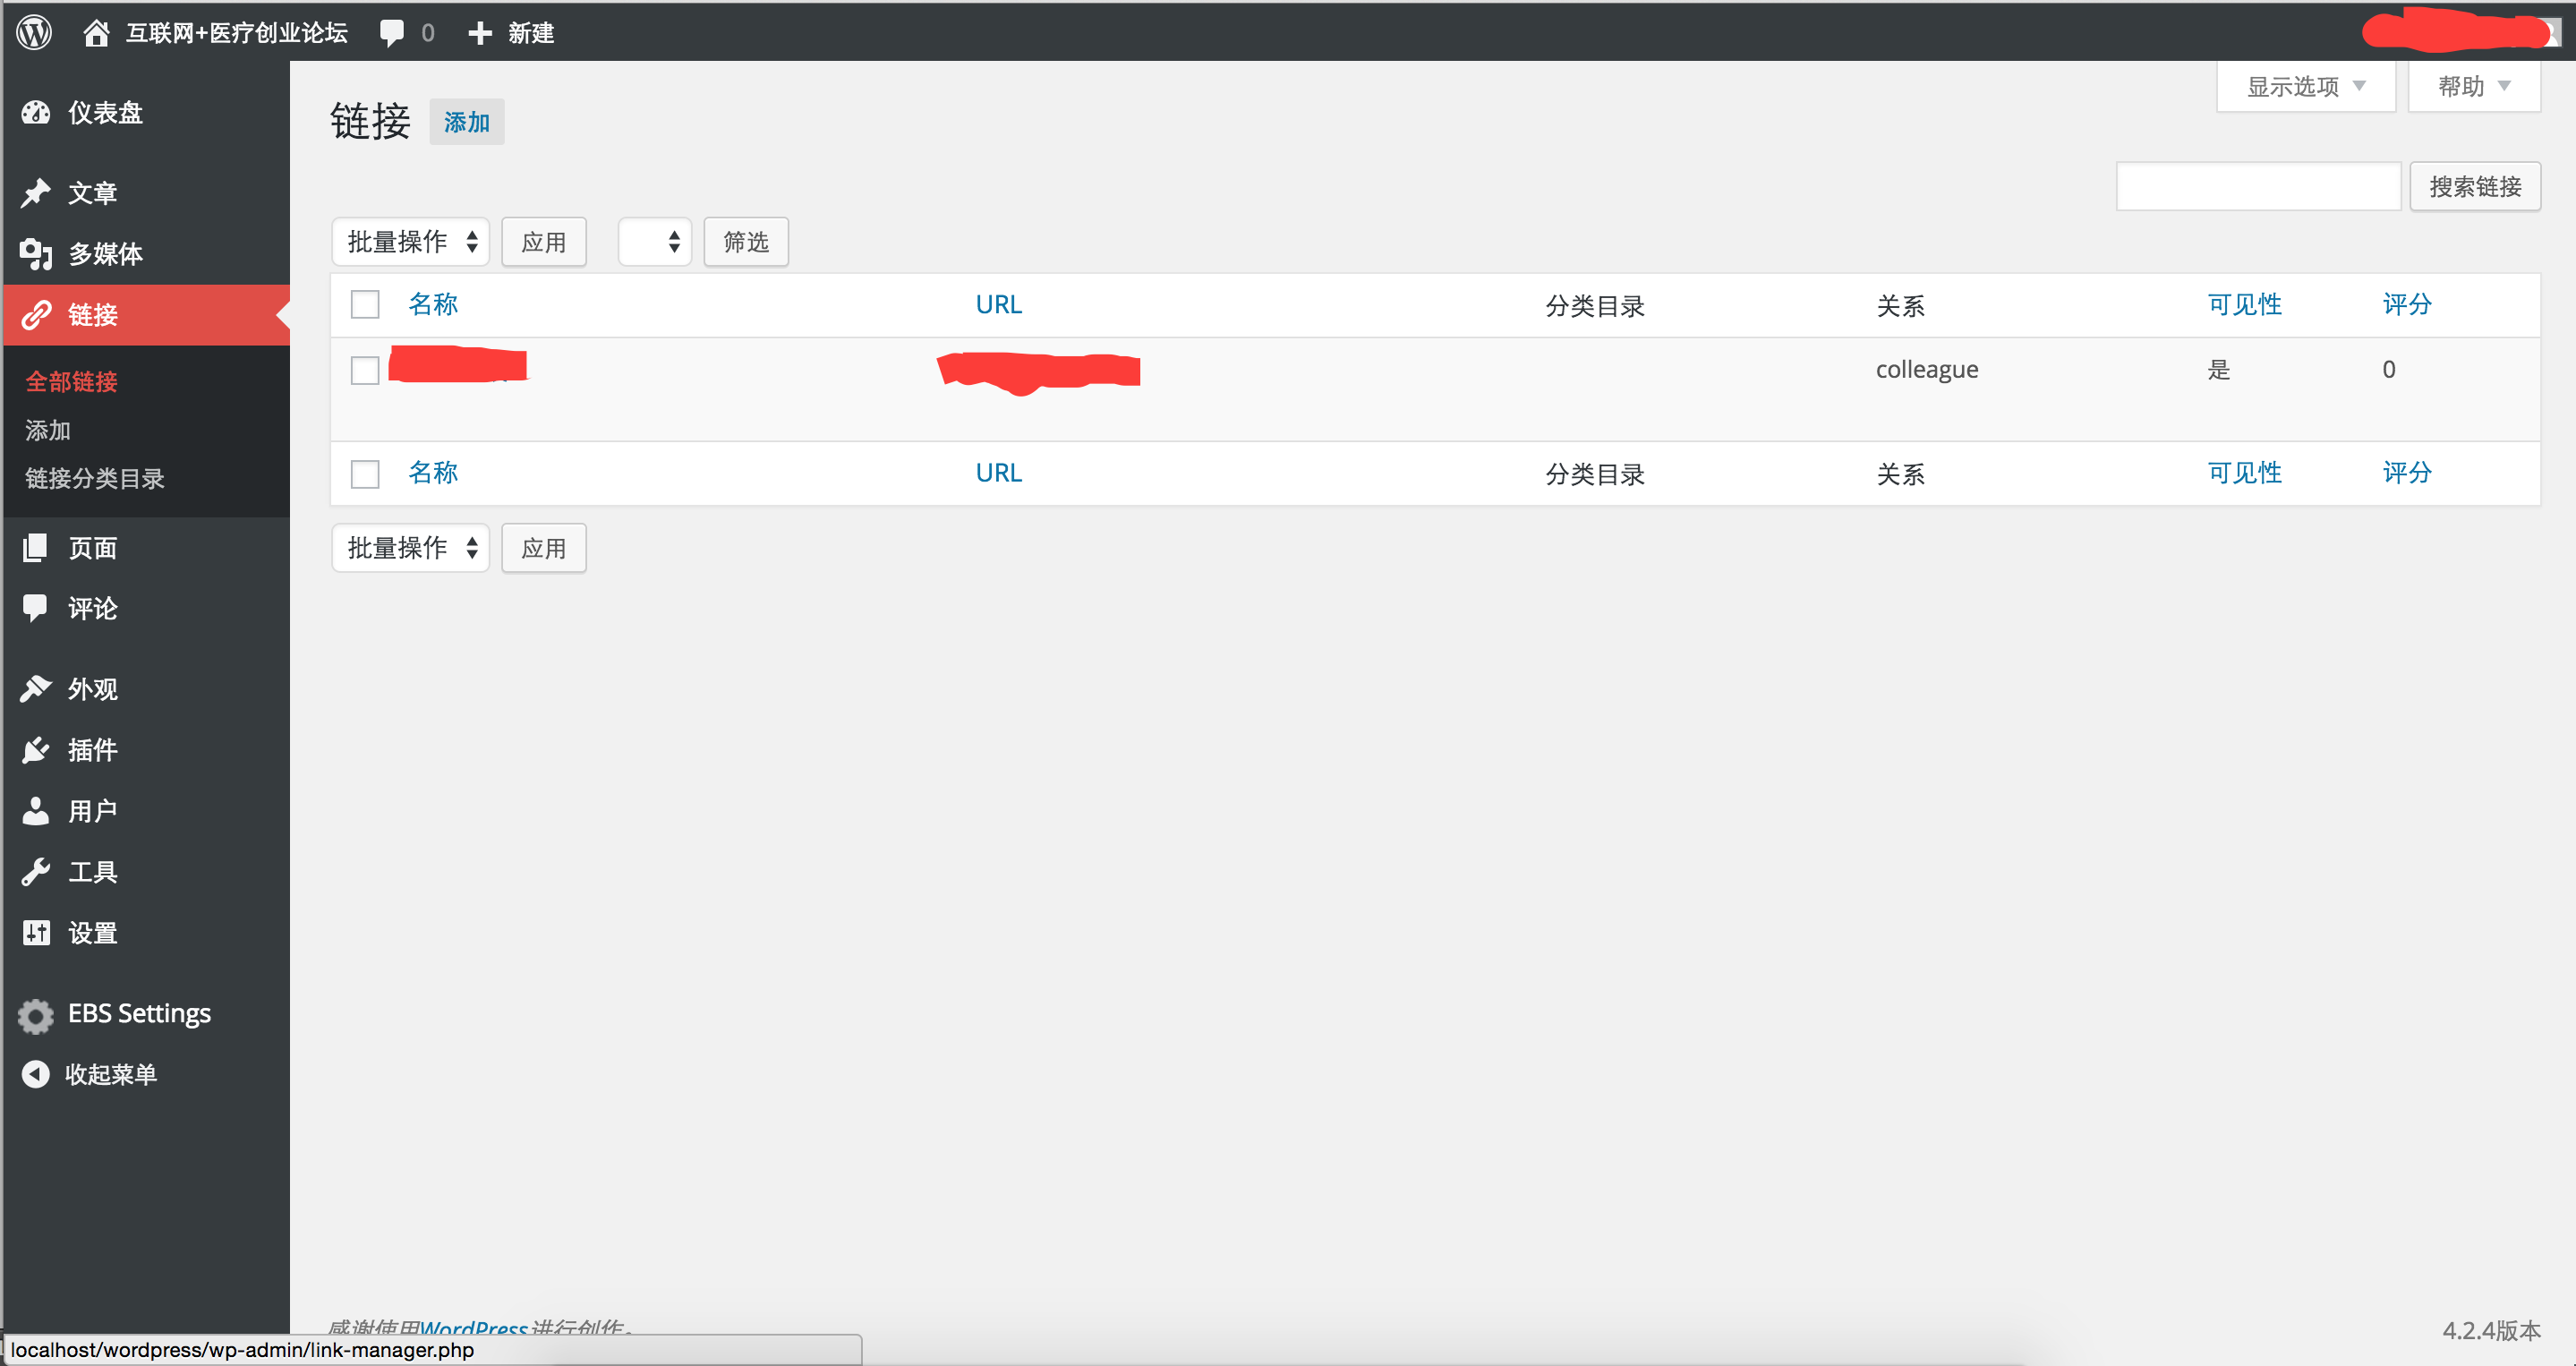 互联网+医疗创业论坛 0 新建
显示选项 帮助
仪表盘
文章
多媒体
链接
全部链接
添加
链接分类目录
页面
评论
外观
插件
用户
工具
设置
EBS Settings
收起菜单
链接 添加
搜索链接
批量操作 应用 筛选
名称 URL 分类目录 关系 可见性 评分
colleague 是 0
名称 URL 分类目录 关系 可见性 评分
批量操作 应用
感谢使用WordPress进行创作。
4.2.4版本
localhost/wordpress/wp-admin/link-manager.php